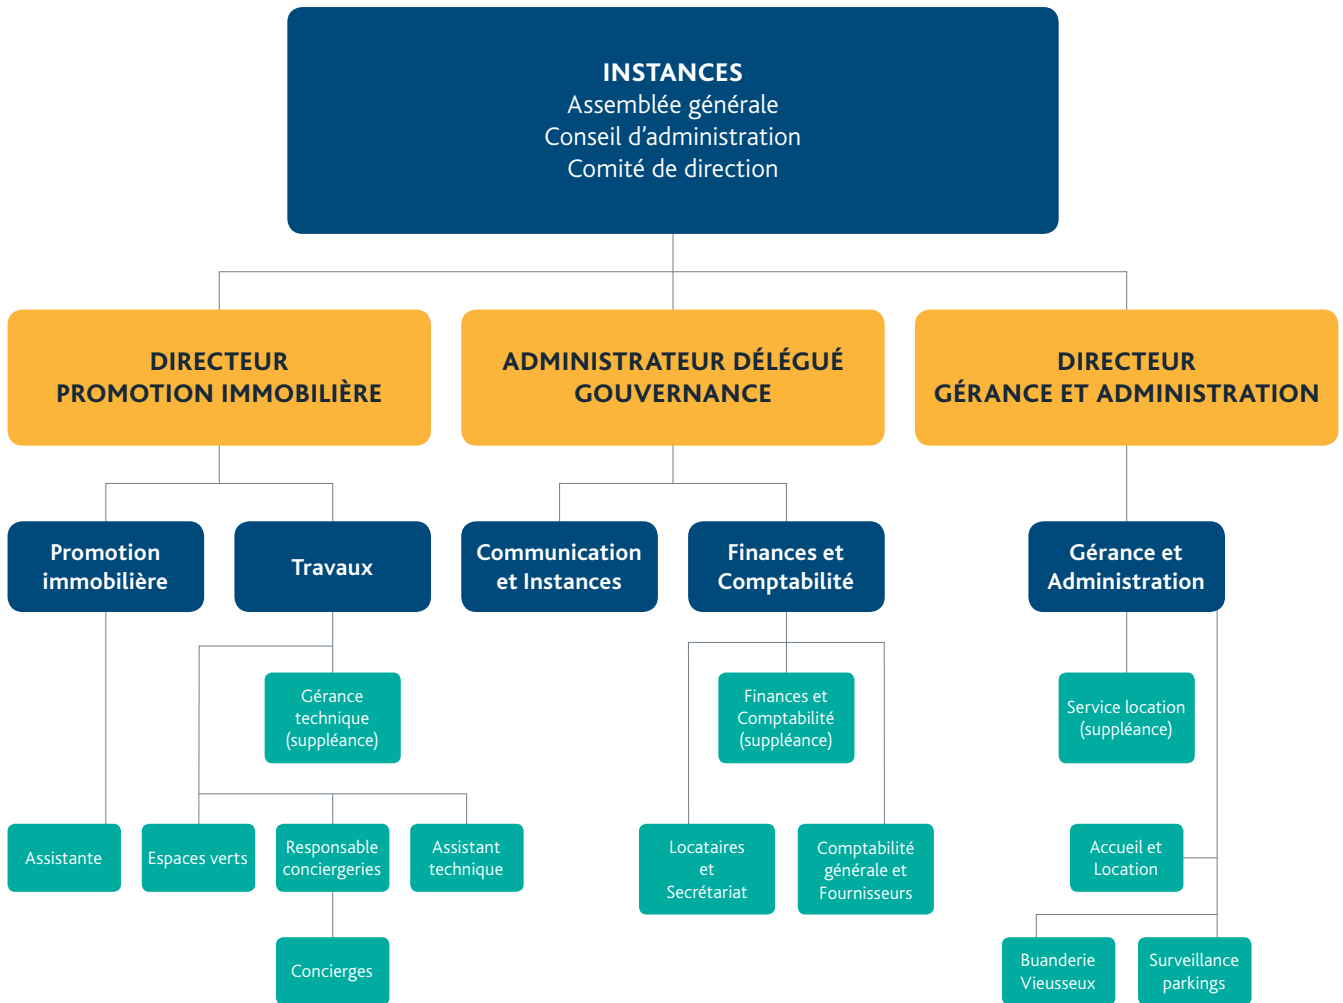 INSTANCES
Assemblée générale
Conseil d’administration
Comité de direction
DIRECTEUR
PROMOTION IMMOBILIÈRE
ADMINISTRATEUR DÉLÉGUÉ
GOUVERNANCE
DIRECTEUR
GÉRANCE ET ADMINISTRATION
Promotion
immobilière
Travaux
Communication
et Instances
Finances et
Comptabilité
Gérance et
Administration
Gérance
technique
(suppléance)
Finances et
Comptabilité
(suppléance)
Service location
(suppléance)
Assistante
Espaces verts
Responsable
conciergeries
Assistant
technique
Locataires
et
Secrétariat
Comptabilité
générale et
Fournisseurs
Accueil et
Location
Concierges
Buanderie
Vieusseux
Surveillance
parkings